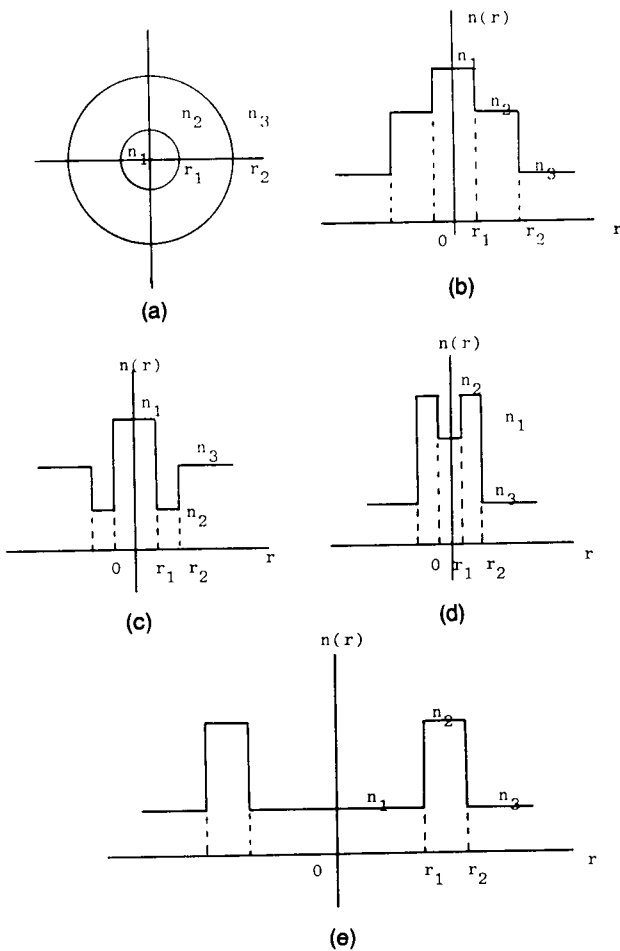 n(r)
n₁
n₂ n₃
n₂
n₁
r₁ r₂
n₃
0 r₁ r₂ r
(a)
(b)
n(r)
n₁
n₃
n₂
0 r₁ r₂ r
(c)
n(r)
n₂
n₁
n₃
0 r₁ r₂ r
(d)
n(r)
n₂
n₁ n₃
0 r₁ r₂ r
(e)